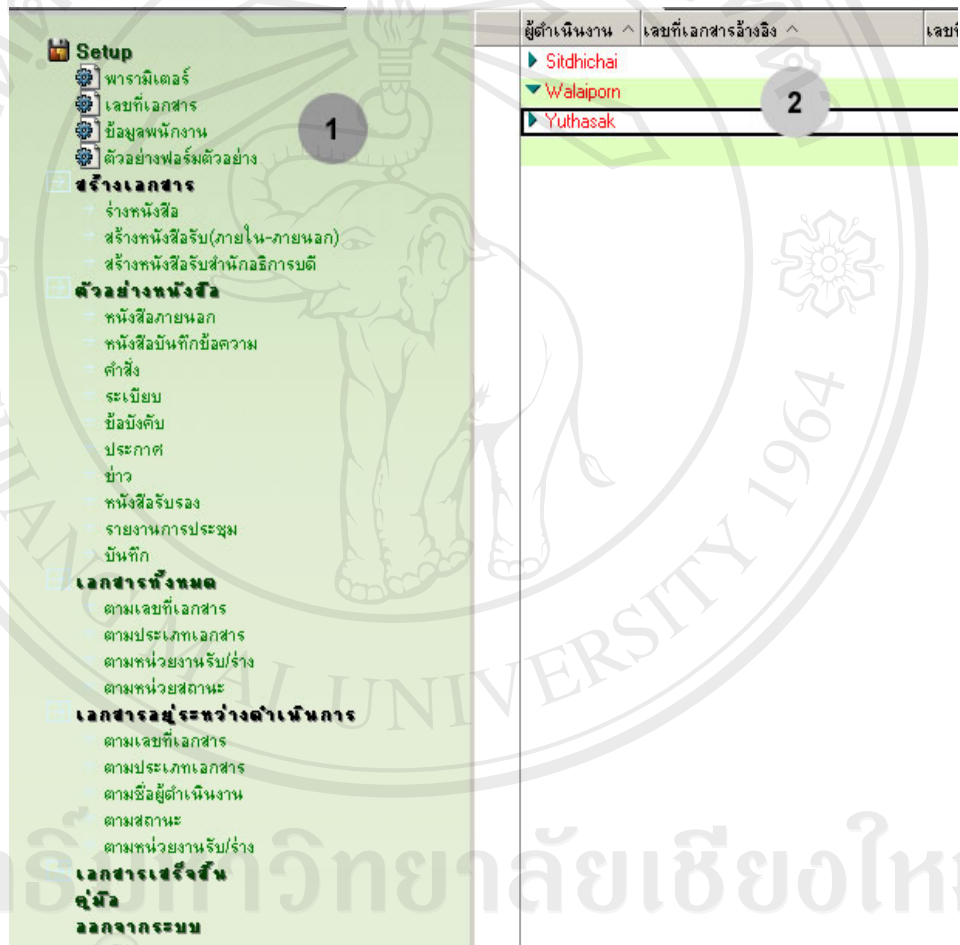 Setup
พารามิเตอร์
เลขที่เอกสาร
ข้อมูลพนักงาน
ตัวอย่างฟอร์มตัวอย่าง
1
สร้างเอกสาร
ร่างหนังสือ
สร้างหนังสือรับ(ภายใน-ภายนอก)
สร้างหนังสือรับสำนักอธิการบดี
ตัวอย่างหนังสือ
หนังสือภายนอก
หนังสือบันทึกข้อความ
คำสั่ง
ระเบียบ
ข้อบังคับ
ประกาศ
ข่าว
หนังสือรับรอง
รายงานการประชุม
บันทึก
เอกสารทั้งหมด
ตามเลขที่เอกสาร
ตามประเภทเอกสาร
ตามหน่วยงานรับ/ร่าง
ตามหน่วยสถานะ
เอกสารอยู่ระหว่างดำเนินการ
ตามเลขที่เอกสาร
ตามประเภทเอกสาร
ตามชื่อผู้ดำเนินงาน
ตามสถานะ
ตามหน่วยงานรับ/ร่าง
เอกสารเสร็จสิ้น
คู่มือ
ออกจากระบบ
ผู้ดำเนินงาน เลขที่เอกสารอ้างอิง เลขที่
Sitdhichai
Walaiporn
2
Yuthasak
MAI UNIVERSITY 1964